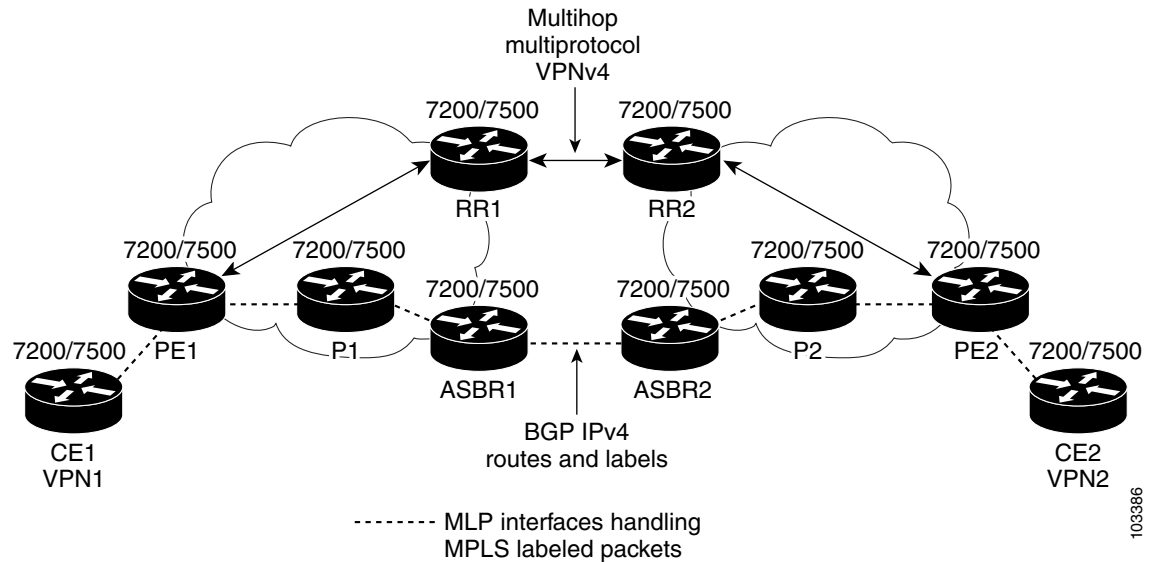 Multihop
multiprotocol
VPNv4
7200/7500
7200/7500
RR1
RR2
7200/7500
7200/7500
7200/7500
7200/7500
7200/7500
7200/7500
PE1
P1
P2
PE2
7200/7500
7200/7500
ASBR1
ASBR2
BGP IPv4
routes and labels
CE1
VPN1
CE2
VPN2
MLP interfaces handling
MPLS labeled packets
103386